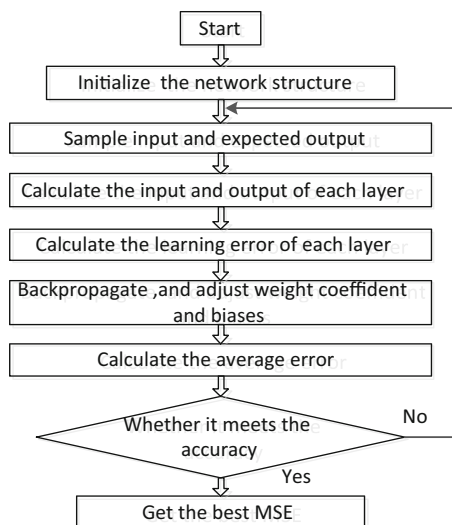 Start
Initialize the network structure
Sample input and expected output
Calculate the input and output of each layer
Calculate the learning error of each layer
Backpropagate ,and adjust weight coeffident
and biases
Calculate the average error
Whether it meets the
accuracy
No
Yes
Get the best MSE